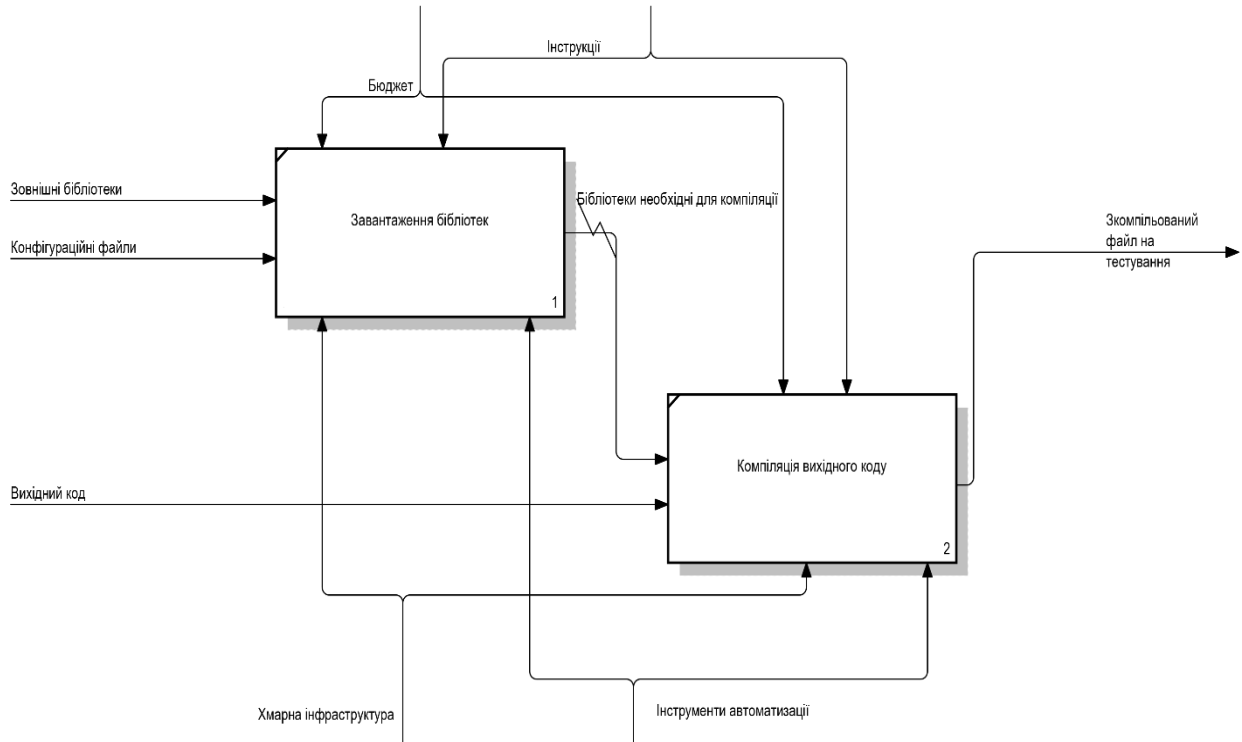 Інструкції
Бюджет
Зовнішні бібліотеки
Бібліотеки необхідні для компіляції
Завантаження бібліотек
Конфігураційні файли
1
Зкомпільований
файл на
тестування
Компіляція вихідного коду
Вихідний код
2
Хмарна інфраструктура
Інструменти автоматизації